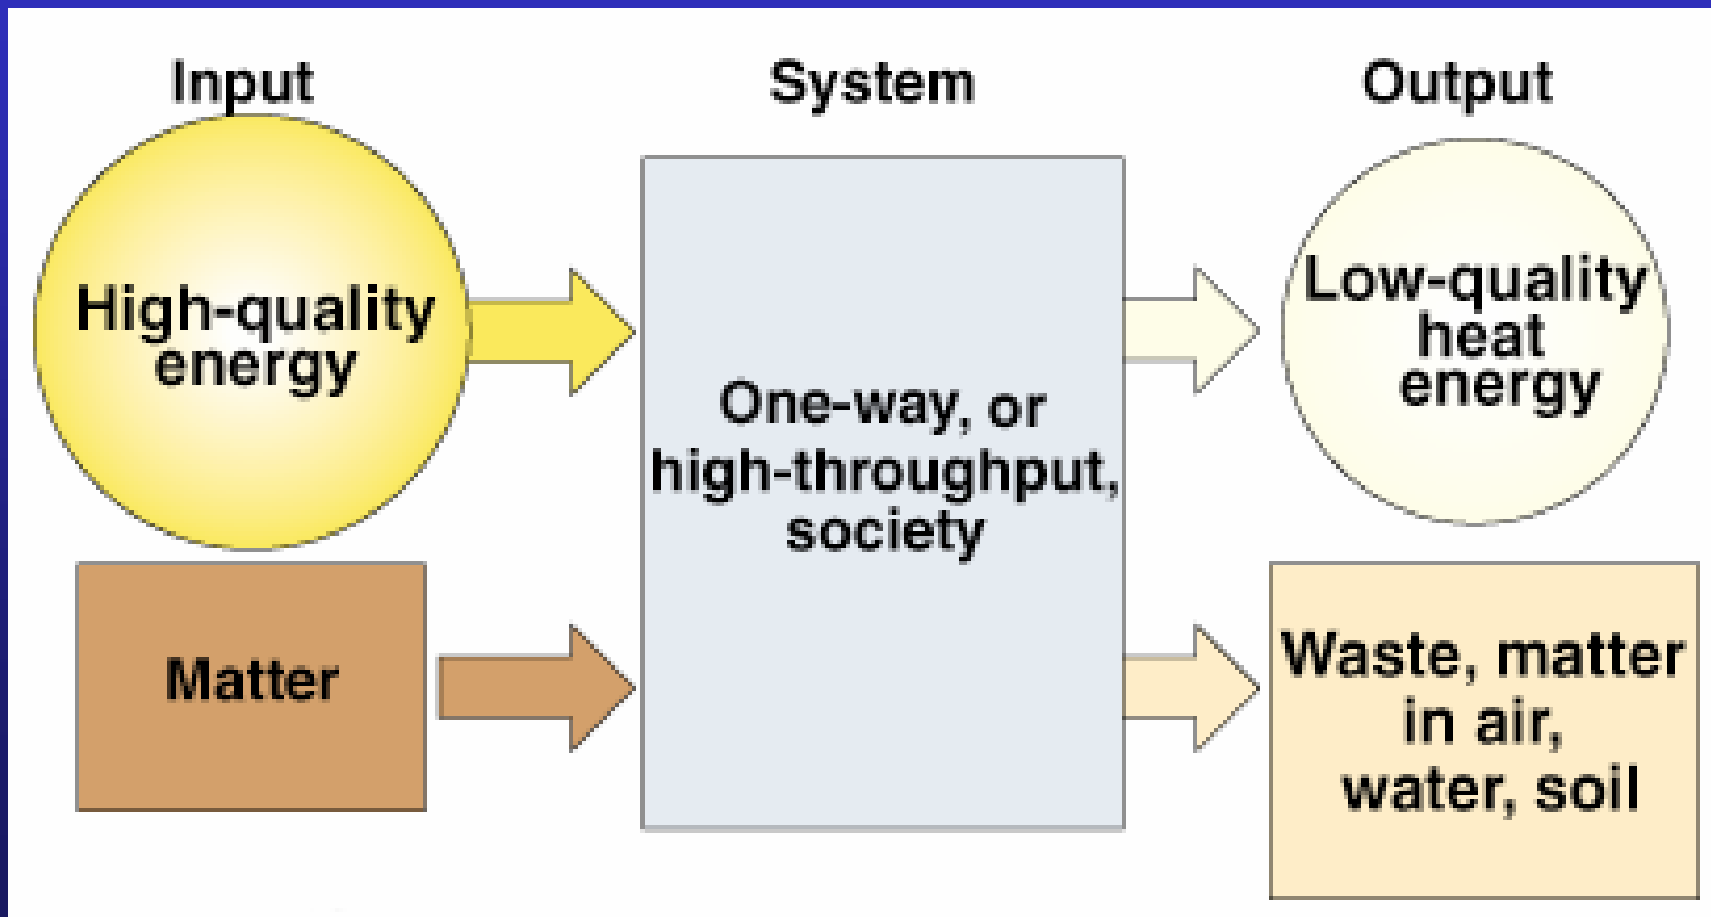 Input
System
Output
High-quality
energy
Low-quality
heat
energy
One-way, or
high-throughput,
society
Matter
Waste, matter
in air,
water, soil